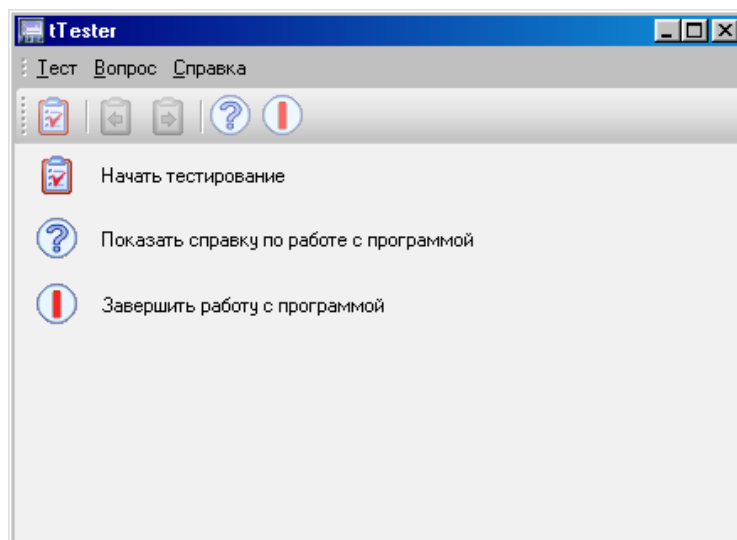 tTester
Тест Вопрос Справка
Начать тестирование
Показать справку по работе с программой
Завершить работу с программой